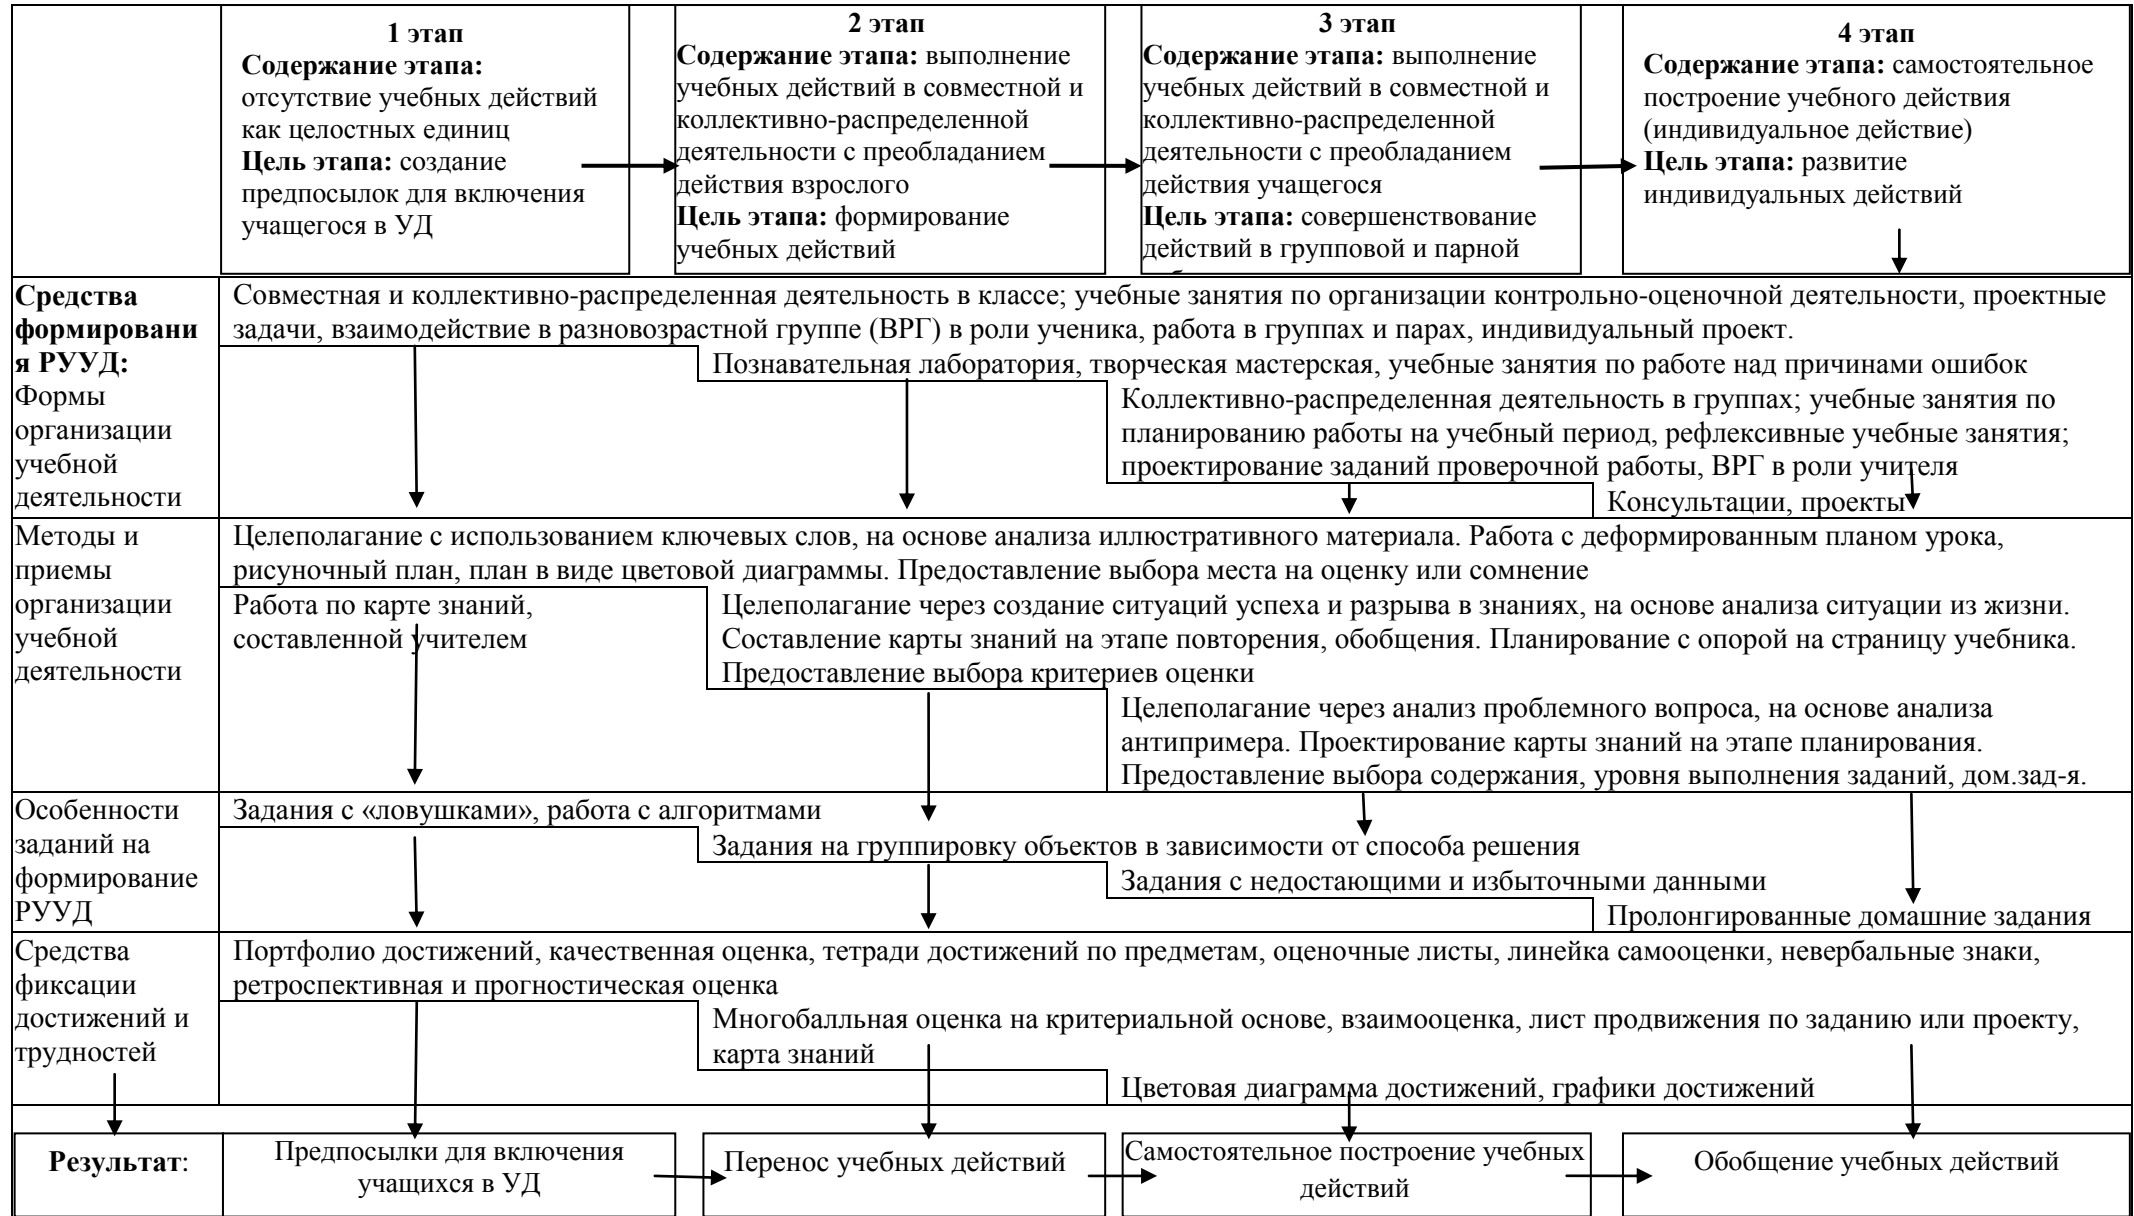 1 этап
Содержание этапа:
отсутствие учебных действий
как целостных единиц
Цель этапа: создание
предпосылок для включения
учащегося в УД
2 этап
Содержание этапа: выполнение
учебных действий в совместной и
коллективно-распределенной
деятельности с преобладанием
действия взрослого
Цель этапа: формирование
учебных действий
3 этап
Содержание этапа: выполнение
учебных действий в совместной и
коллективно-распределенной
деятельности с преобладанием
действия учащегося
Цель этапа: совершенствование
действий в групповой и парной
4 этап
Содержание этапа: самостоятельное
построение учебного действия
(индивидуальное действие)
Цель этапа: развитие
индивидуальных действий
Средства
формировани
я РУУД:
Формы
организации
учебной
деятельности
Совместная и коллективно-распределенная деятельность в классе; учебные занятия по организации контрольно-оценочной деятельности, проектные
задачи, взаимодействие в разновозрастной группе (ВРГ) в роли ученика, работа в группах и парах, индивидуальный проект.
Познавательная лаборатория, творческая мастерская, учебные занятия по работе над причинами ошибок
Коллективно-распределенная деятельность в группах; учебные занятия по
планированию работы на учебный период, рефлексивные учебные занятия;
проектирование заданий проверочной работы, ВРГ в роли учителя
Консультации, проекты
Методы и
приемы
организации
учебной
деятельности
Целеполагание с использованием ключевых слов, на основе анализа иллюстративного материала. Работа с деформированным планом урока,
рисуночный план, план в виде цветовой диаграммы. Предоставление выбора места на оценку или сомнение
Работа по карте знаний,
составленной учителем
Целеполагание через создание ситуаций успеха и разрыва в знаниях, на основе анализа ситуации из жизни.
Составление карты знаний на этапе повторения, обобщения. Планирование с опорой на страницу учебника.
Предоставление выбора критериев оценки
Целеполагание через анализ проблемного вопроса, на основе анализа
антипримера. Проектирование карты знаний на этапе планирования.
Предоставление выбора содержания, уровня выполнения заданий, дом.зад-я.
Особенности
заданий на
формирование
РУУД
Задания с «ловушками», работа с алгоритмами
Задания на группировку объектов в зависимости от способа решения
Задания с недостающими и избыточными данными
Пролонгированные домашние задания
Средства
фиксации
достижений и
трудностей
Портфолио достижений, качественная оценка, тетради достижений по предметам, оценочные листы, линейка самооценки, невербальные знаки,
ретроспективная и прогностическая оценка
Многобалльная оценка на критериальной основе, взаимооценка, лист продвижения по заданию или проекту,
карта знаний
Цветовая диаграмма достижений, графики достижений
Результат:
Предпосылки для включения
учащихся в УД
Перенос учебных действий
Самостоятельное построение учебных
действий
Обобщение учебных действий